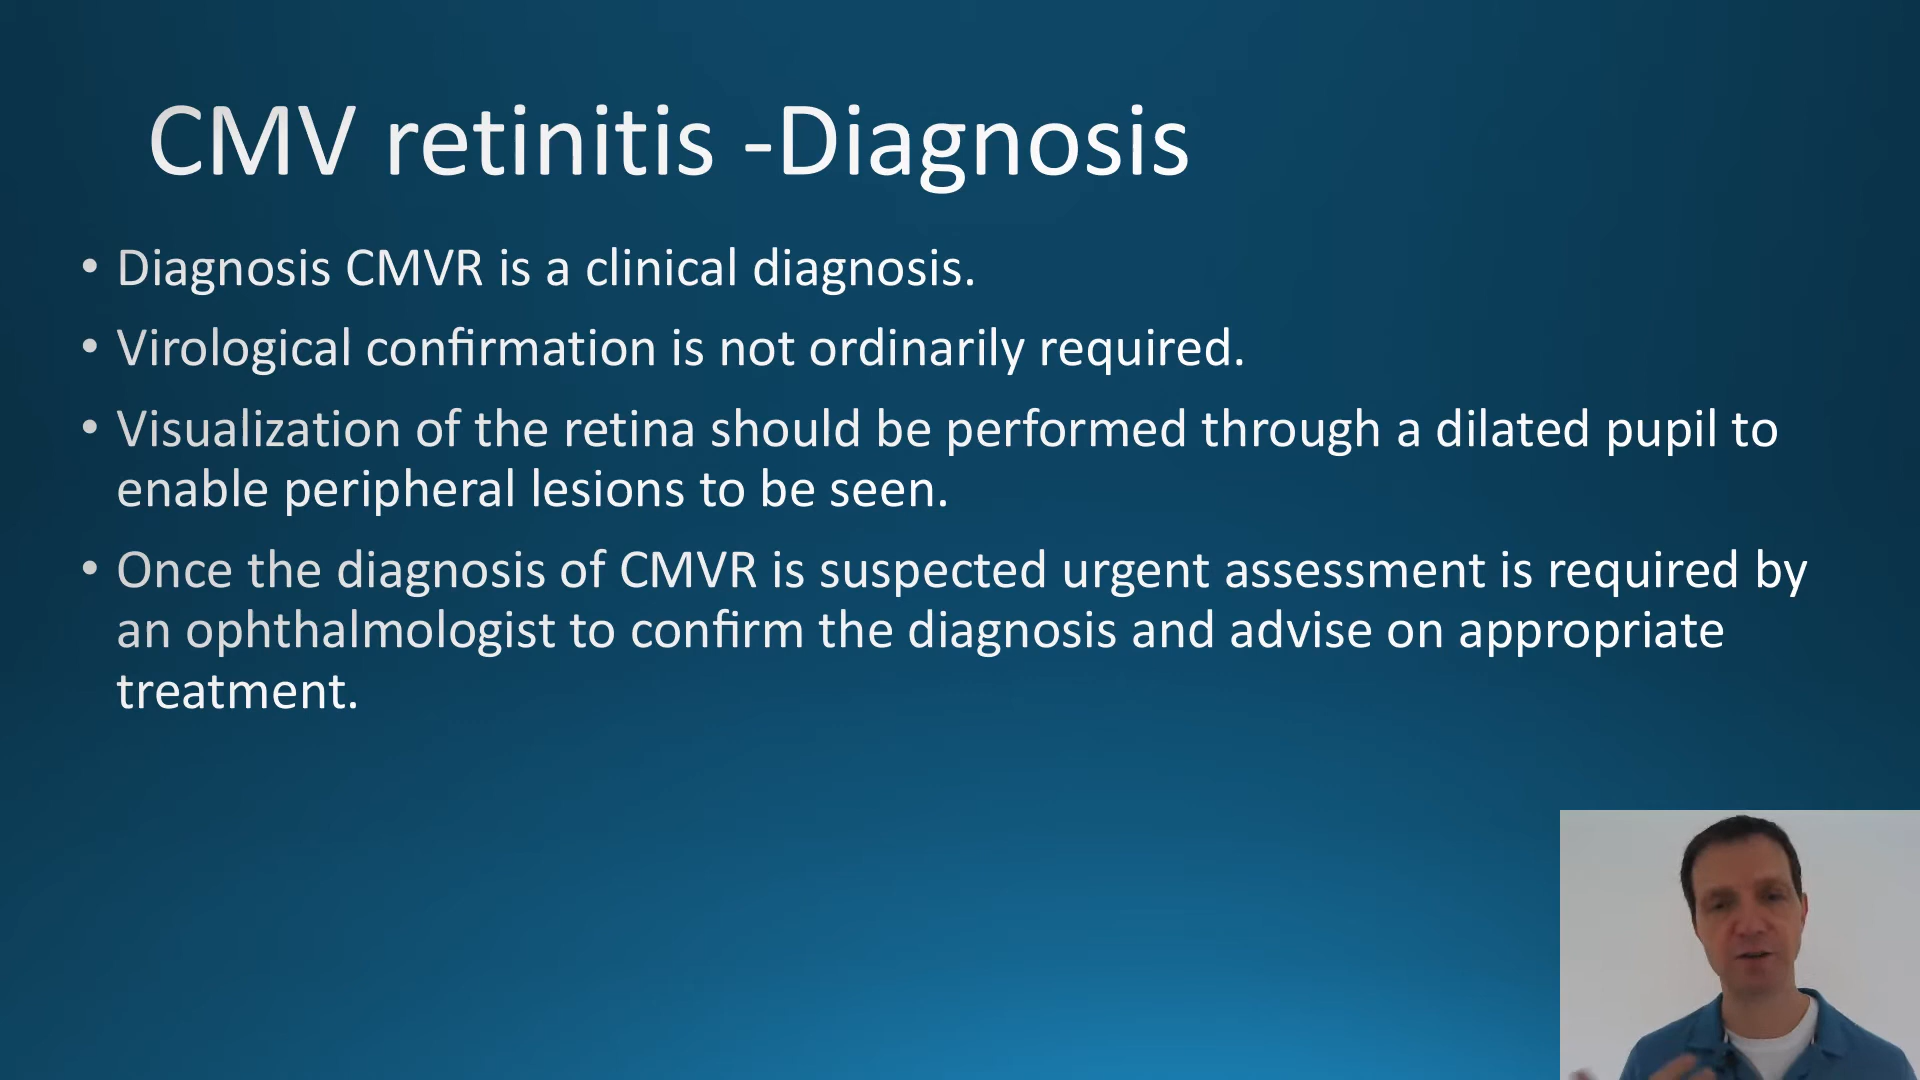 CMV retinitis -Diagnosis
• Diagnosis CMVR is a clinical diagnosis.
• Virological confirmation is not ordinarily required.
• Visualization of the retina should be performed through a dilated pupil to
enable peripheral lesions to be seen.
• Once the diagnosis of CMVR is suspected urgent assessment is required by
an ophthalmologist to confirm the diagnosis and advise on appropriate
treatment.